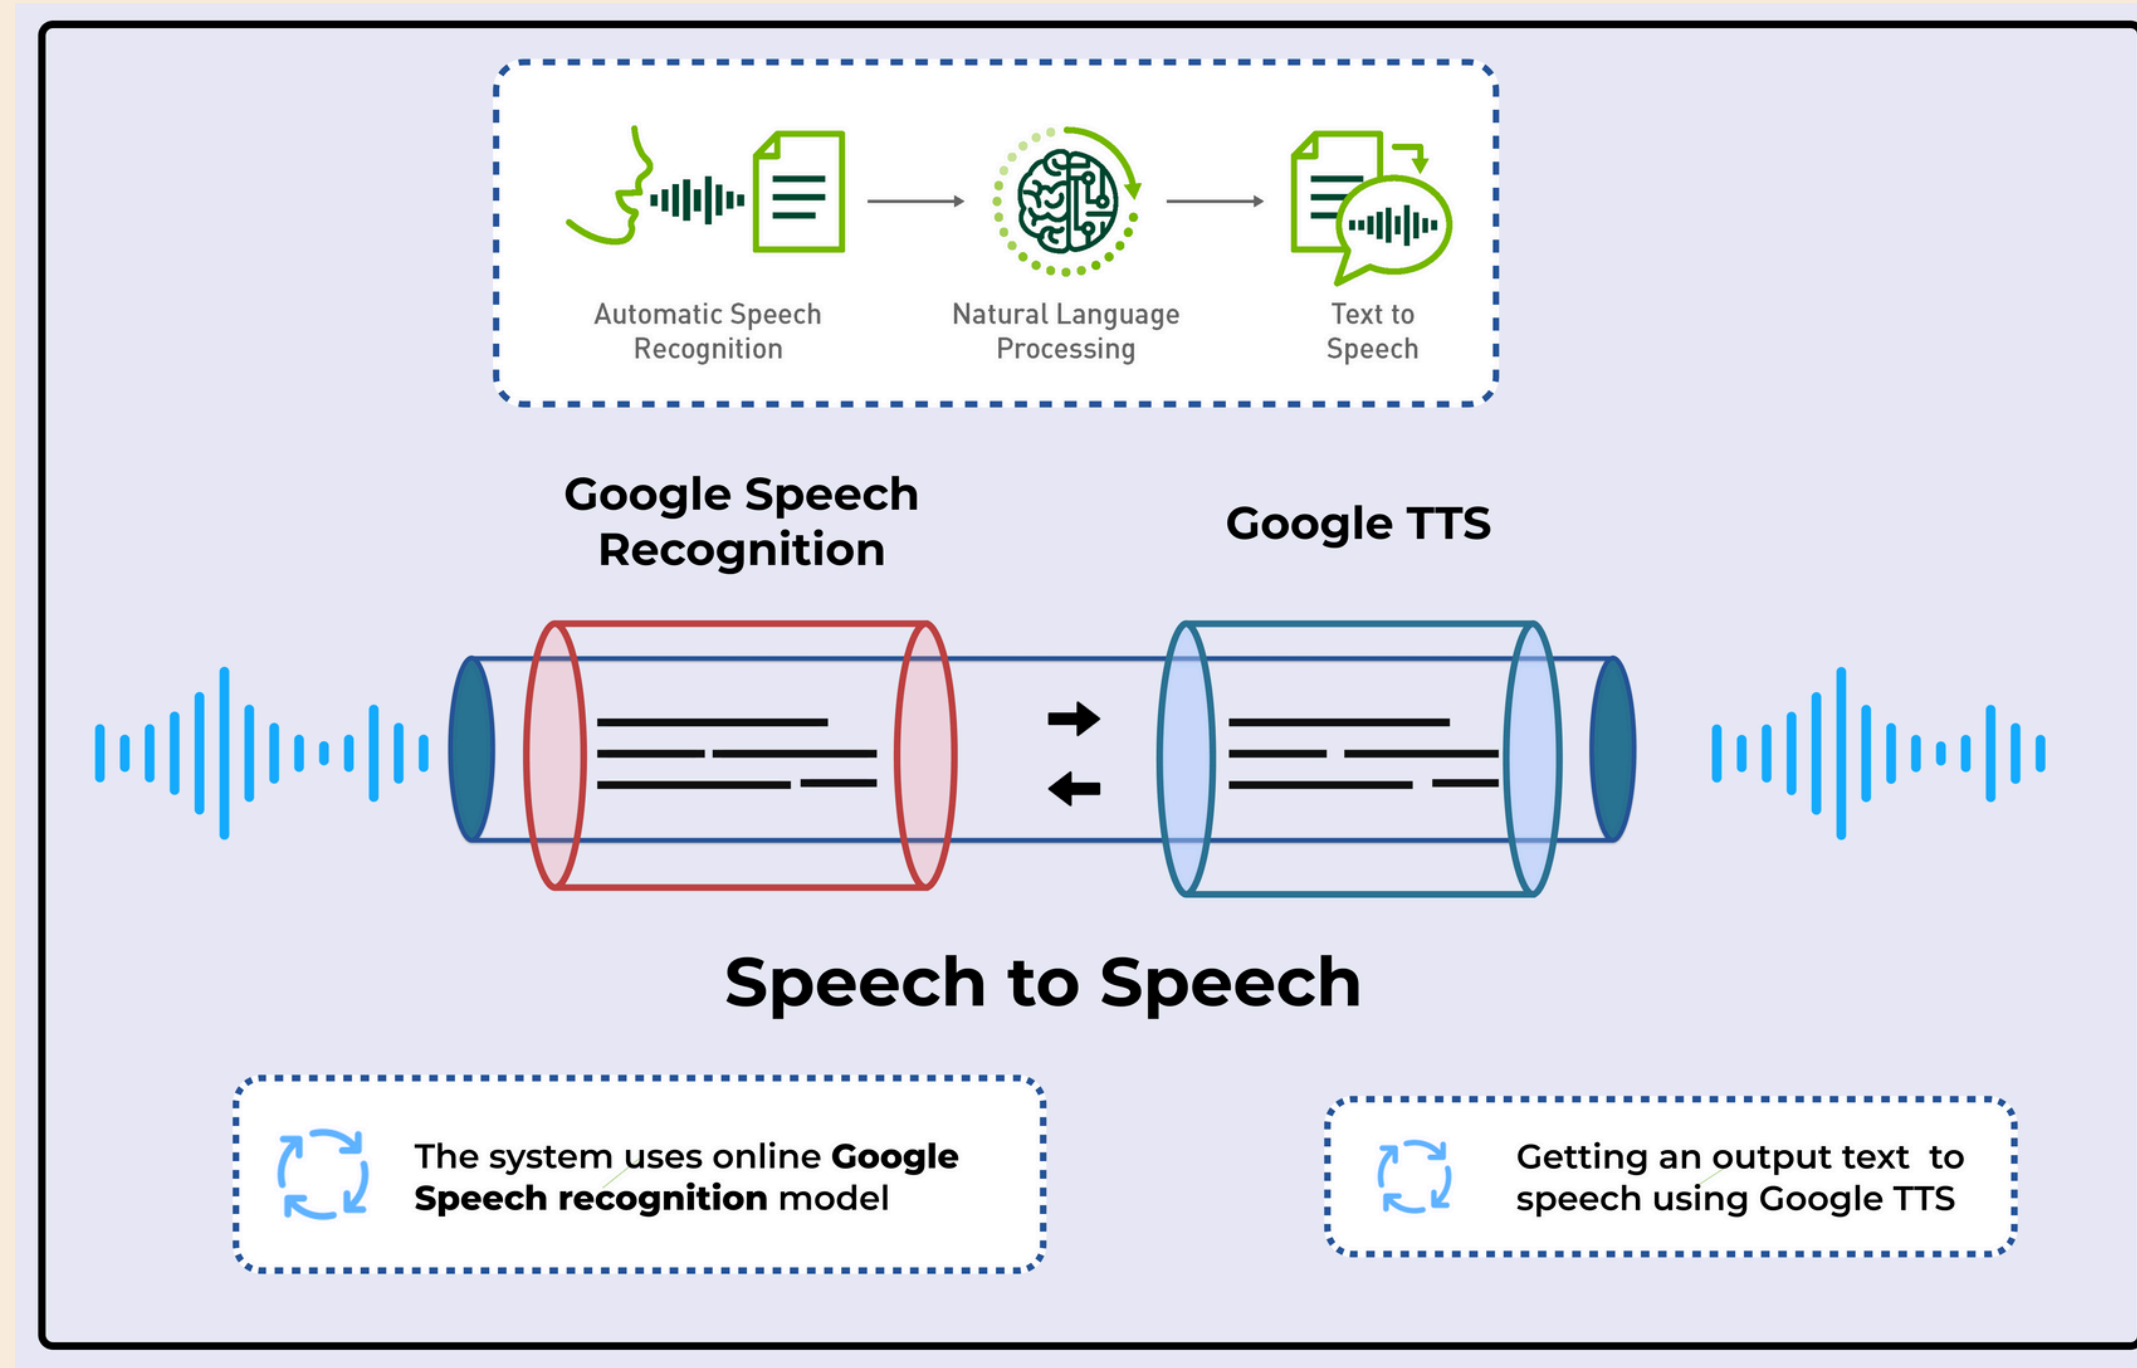 Automatic Speech
Recognition
Natural Language
Processing
Text to
Speech
Google Speech
Recognition
Google TTS
Speech to Speech
The system uses online Google
Speech recognition model
Getting an output text  to
speech using Google TTS